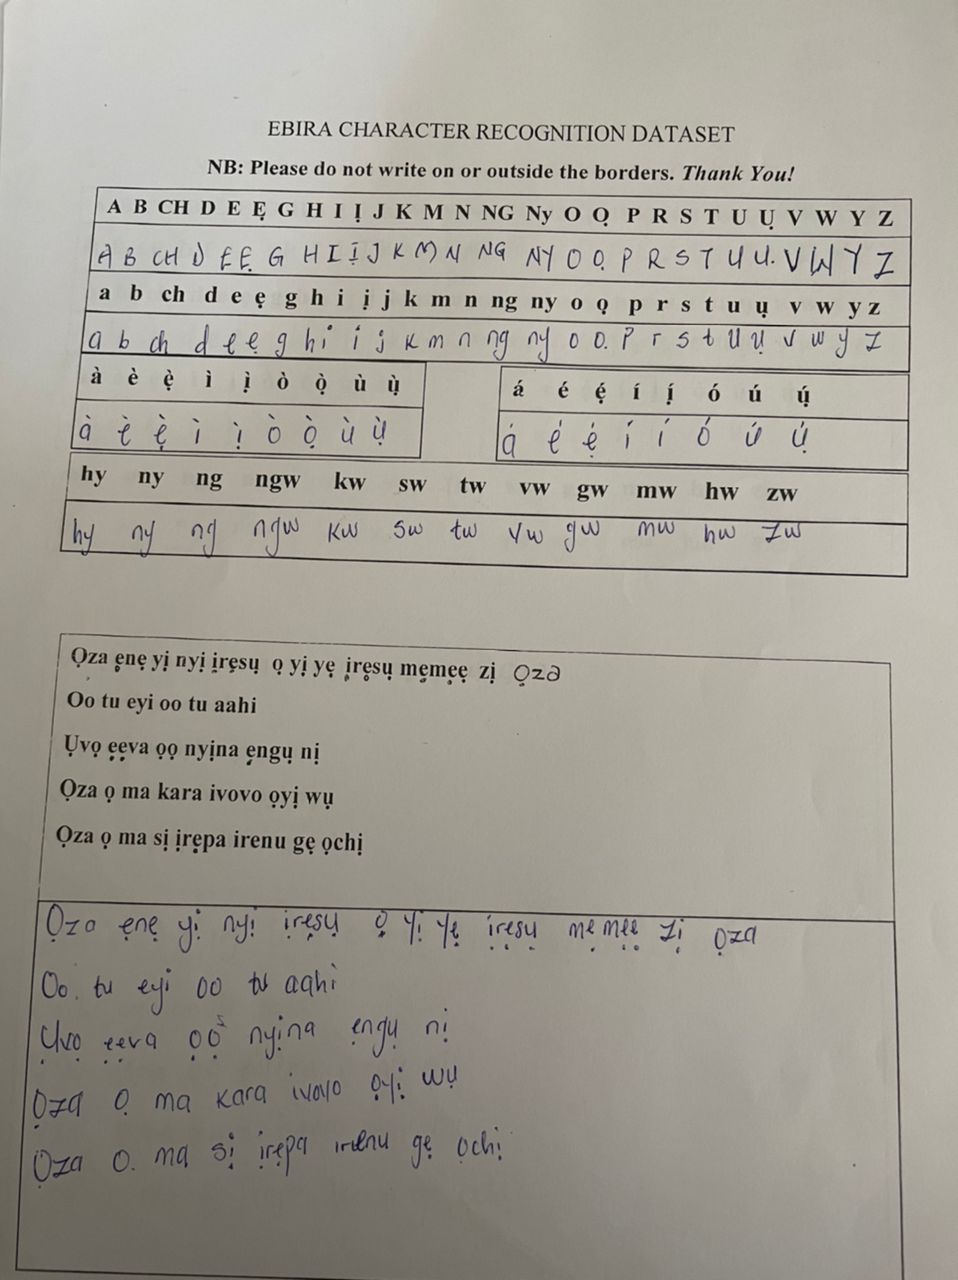 EBIRA CHARACTER RECOGNITION DATASET
NB: Please do not write on or outside the borders. Thank You!
A B CH D E Ẹ G H I Ị J K M N NG Ny O Ọ P R S T U Ụ V W Y Z
A B CH D E Ẹ G H I Ị J K M N NG NY O Ọ P R S T U Ụ V W Y Z
a b ch d e ẹ g h i ị j k m n ng ny o ọ p r s t u ụ v w y z
a b ch d e ẹ g h i ị j k m n ng ny o ọ p r s t u ụ v w y z
à è ẹ̀ ì ị̀ ò ọ̀ ù ụ̀
á é ẹ́ í ị́ ó ú ụ́
à è ẹ̀ ì ị̀ ò ọ̀ ù ụ̀
á é ẹ́ í í ó ú ụ́
hy ny ng ngw kw sw tw vw gw mw hw zw
hy ny ng ngw kw sw tw vw gw mw hw zw
Ọza ẹnẹ yị nyị ịrẹsụ ọ yị yẹ ịrẹsụ mẹmẹẹ zị Ọza
Oo tu eyi oo tu aahi
Ụvọ ẹẹva ọọ nyịna ẹngụ nị
Ọza ọ ma kara ivovo ọyị wụ
Ọza ọ ma sị ịrẹpa irenu gẹ ọchị
Ọza ẹnẹ yị nyị ịrẹsụ ọ yị yẹ ịrẹsụ mẹmẹẹ zị Ọza
Oo. tu eyi oo tu aahi
Ụvọ ẹẹva ọọ nyịna ẹngụ nị
Ọza ọ ma kara ivovo ọyị wụ
Ọza ọ ma sị ịrẹpa irenu gẹ ọchị